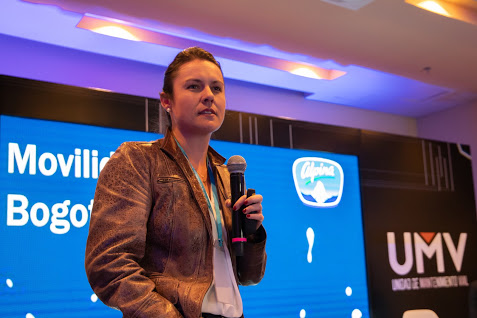 Movilid
Bogot
Alpina
UMV
UNIDAD DE MANTENIMIENTO VIAL